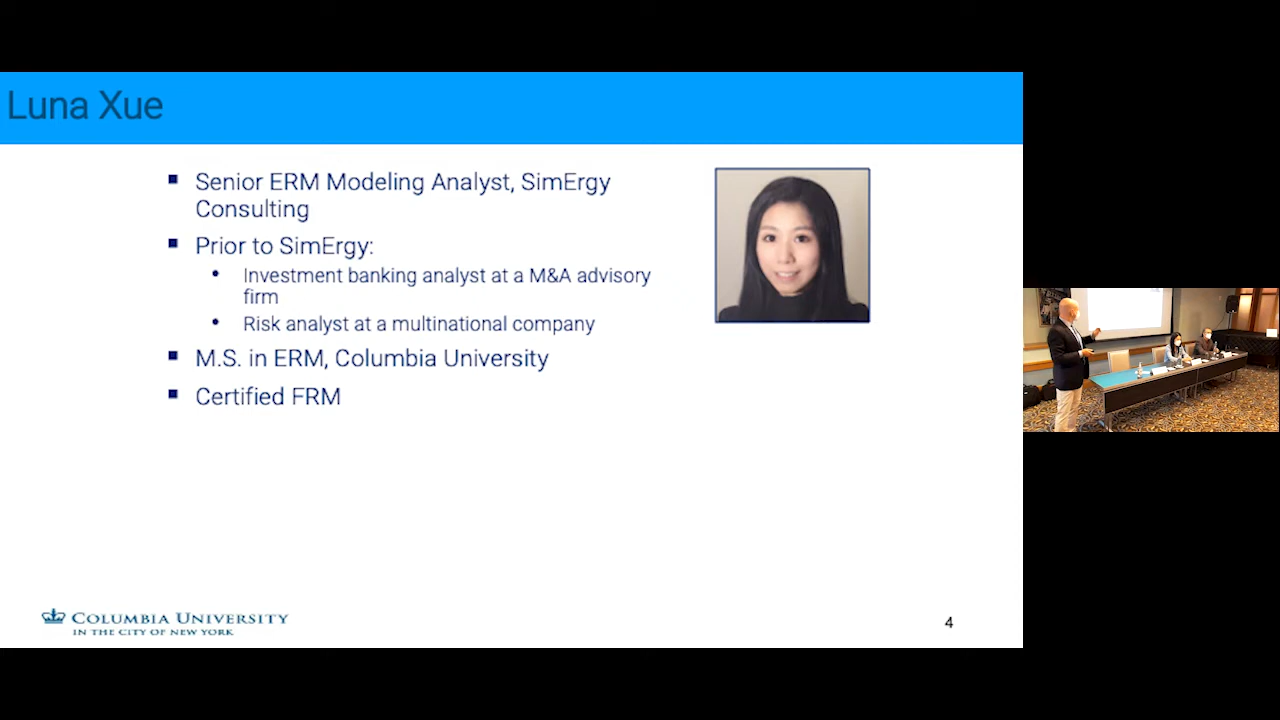 Luna Xue
Senior ERM Modeling Analyst, SimErgy
Consulting
Prior to SimErgy:
Investment banking analyst at a M&A advisory
firm
Risk analyst at a multinational company
M.S. in ERM, Columbia University
Certified FRM
COLUMBIA UNIVERSITY
IN THE CITY OF NEW YORK
4